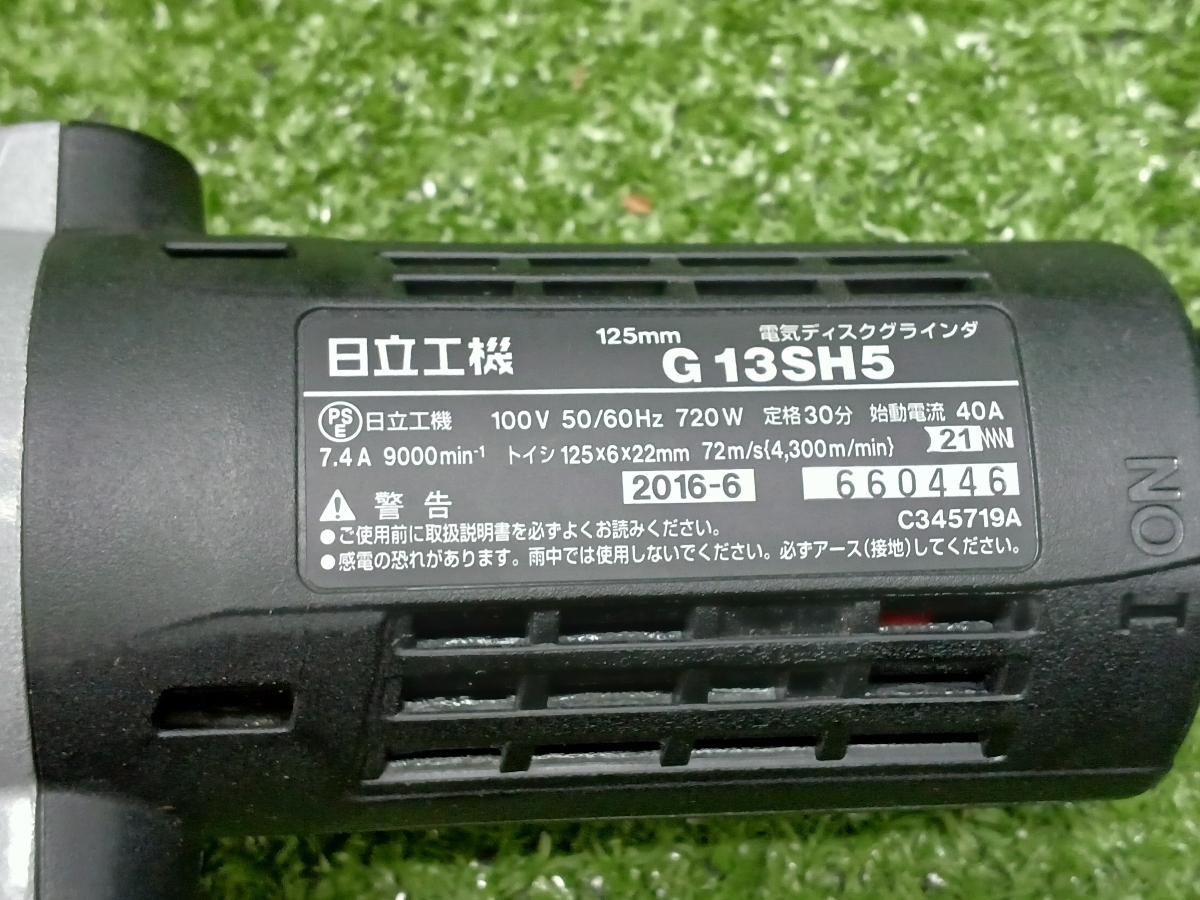 125mm 電気ディスクグラインダ
日立工機 G13SH5
PSE 日立工機 100V 50/60Hz 720W 定格30分 始動電流 40A
7.4A 9000min-1 トイシ 125×6×22mm 72m/s{4,300m/min} 21
警告 2016-6 660446
C345719A
●ご使用前に取扱説明書を必ずよくお読みください。
●感電の恐れがあります。雨中では使用しないでください。必ずアース(接地)してください。
ON
I